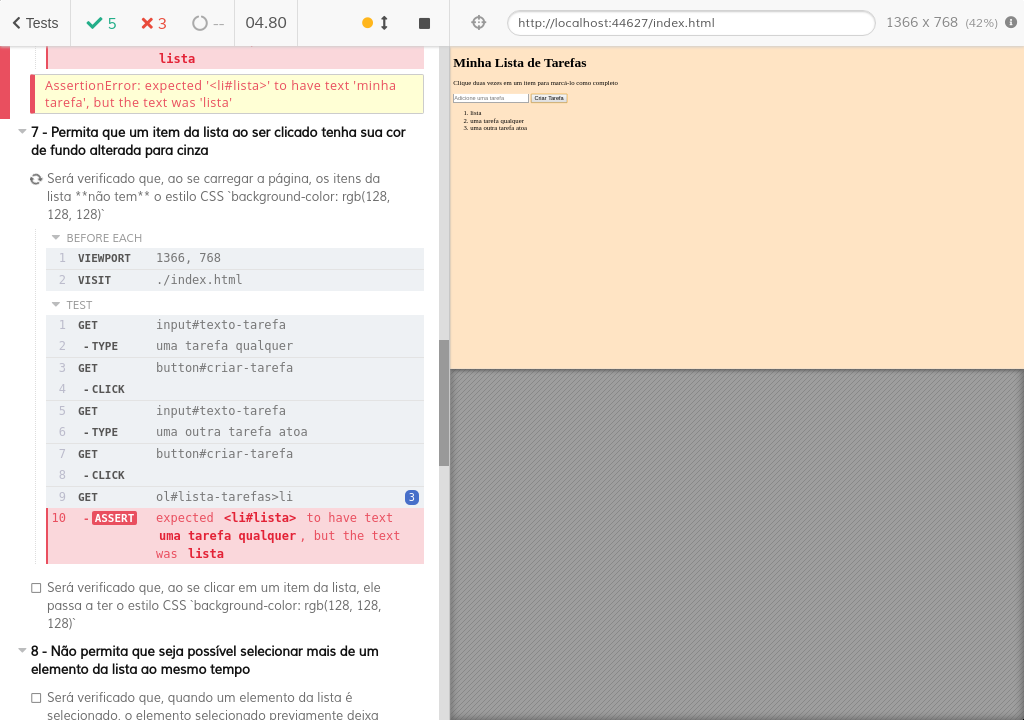 Tests
5
3
--
04.80
http://localhost:44627/index.html
1366 x 768 (42%)
lista
AssertionError: expected '<li#lista>' to have text 'minha
tarefa', but the text was 'lista'
7 - Permita que um item da lista ao ser clicado tenha sua cor
de fundo alterada para cinza
Será verificado que, ao se carregar a página, os itens da
lista **não tem** o estilo CSS `background-color: rgb(128,
128, 128)`
BEFORE EACH
1 VIEWPORT 1366, 768
2 VISIT ./index.html
TEST
1 GET input#texto-tarefa
2 -TYPE uma tarefa qualquer
3 GET button#criar-tarefa
4 -CLICK
5 GET input#texto-tarefa
6 -TYPE uma outra tarefa atoa
7 GET button#criar-tarefa
8 -CLICK
9 GET ol#lista-tarefas>li 3
10 -ASSERT expected <li#lista> to have text
uma tarefa qualquer, but the text
was lista
Será verificado que, ao se clicar em um item da lista, ele
passa a ter o estilo CSS `background-color: rgb(128, 128,
128)`
8 - Não permita que seja possível selecionar mais de um
elemento da lista ao mesmo tempo
Será verificado que, quando um elemento da lista é
selecionado, o elemento selecionado previamente deixa
Minha Lista de Tarefas
Clique duas vezes em um item para marcá-lo como completo
Adicione uma tarefa
Criar Tarefa
1. lista
2. uma tarefa qualquer
3. uma outra tarefa atoa